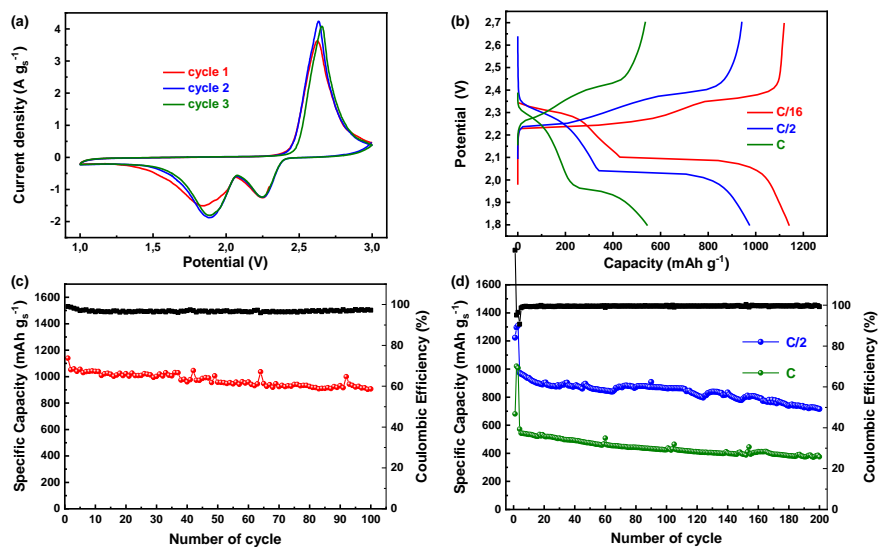 (a)
Current density (A gs-1)
4
3
2
1
0
-1
-2
cycle 1
cycle 2
cycle 3
1,0 1,5 2,0 2,5 3,0
Potential (V)
(b)
Potential (V)
2,7
2,6
2,5
2,4
2,3
2,2
2,1
2,0
1,9
1,8
C/16
C/2
C
0 200 400 600 800 1000 1200
Capacity (mAh g-1)
(c)
Specific Capacity (mAh gs-1)
1600
1400
1200
1000
800
600
400
200
0
100
80
60
40
20
0
Coulombic Efficiency (%)
0 10 20 30 40 50 60 70 80 90 100
Number of cycle
(d)
Specific Capacity (mAh gs-1)
1600
1400
1200
1000
800
600
400
200
0
C/2
C
100
80
60
40
20
0
Coulombic Efficiency (%)
0 20 40 60 80 100 120 140 160 180 200
Number of cycle